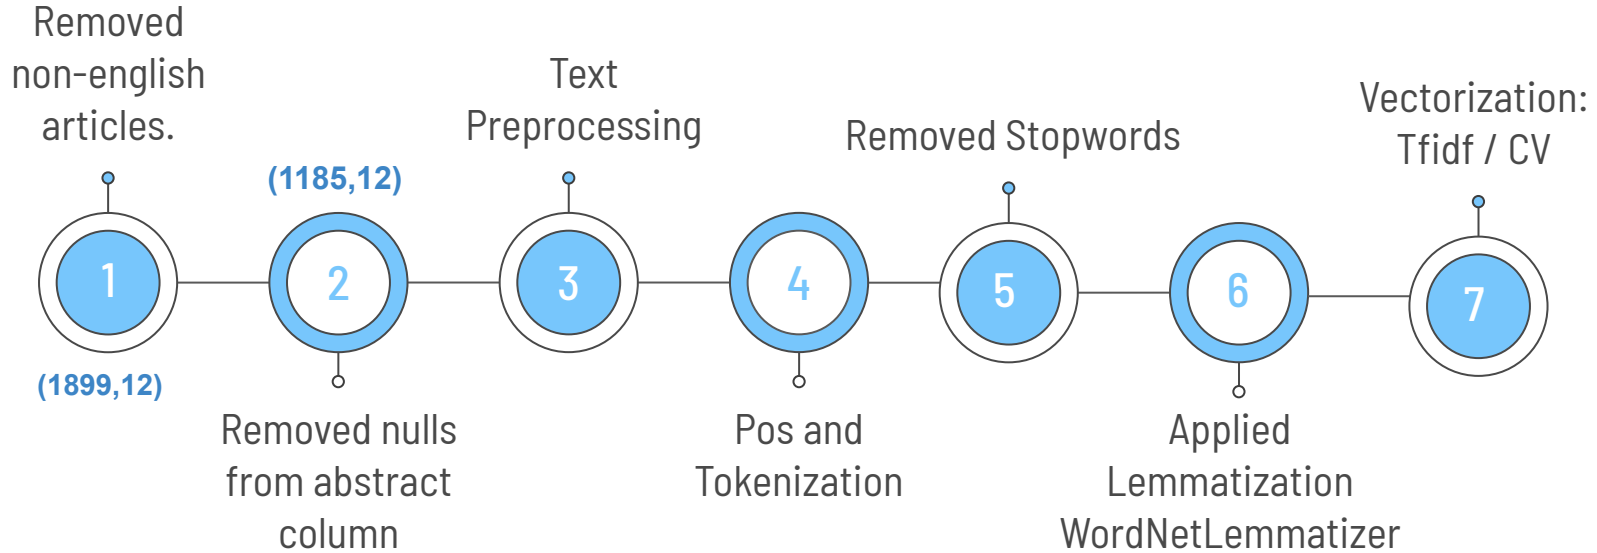 Removed
non-english
articles.
1
(1899,12)
(1185,12)
2
Removed nulls
from abstract
column
Text
Preprocessing
3
4
Pos and
Tokenization
Removed Stopwords
5
6
Applied
Lemmatization
WordNetLemmatizer
Vectorization:
Tfidf / CV
7